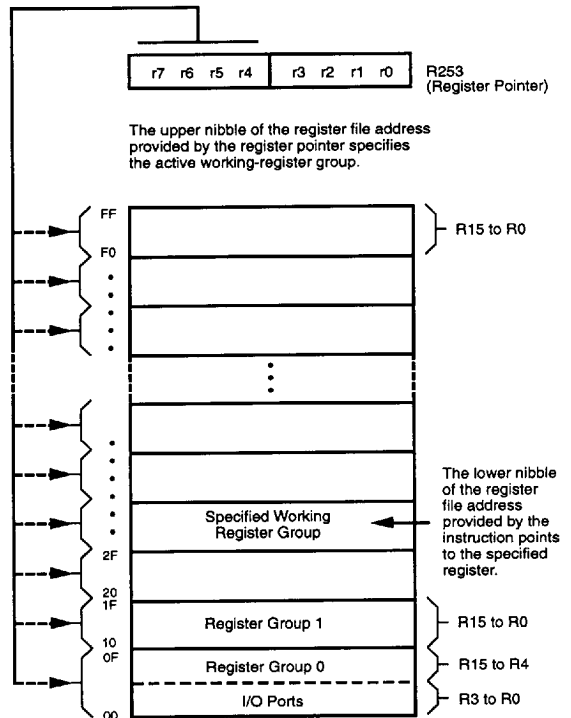 r7 r6 r5 r4 r3 r2 r1 r0
R253
(Register Pointer)
The upper nibble of the register file address
provided by the register pointer specifies
the active working-register group.
FF
R15 to R0
F0
The lower nibble
of the register
file address
provided by the
instruction points
to the specified
register.
Specified Working
Register Group
2F
20
1F
Register Group 1
R15 to R0
10
0F
Register Group 0
R15 to R4
I/O Ports
R3 to R0
00